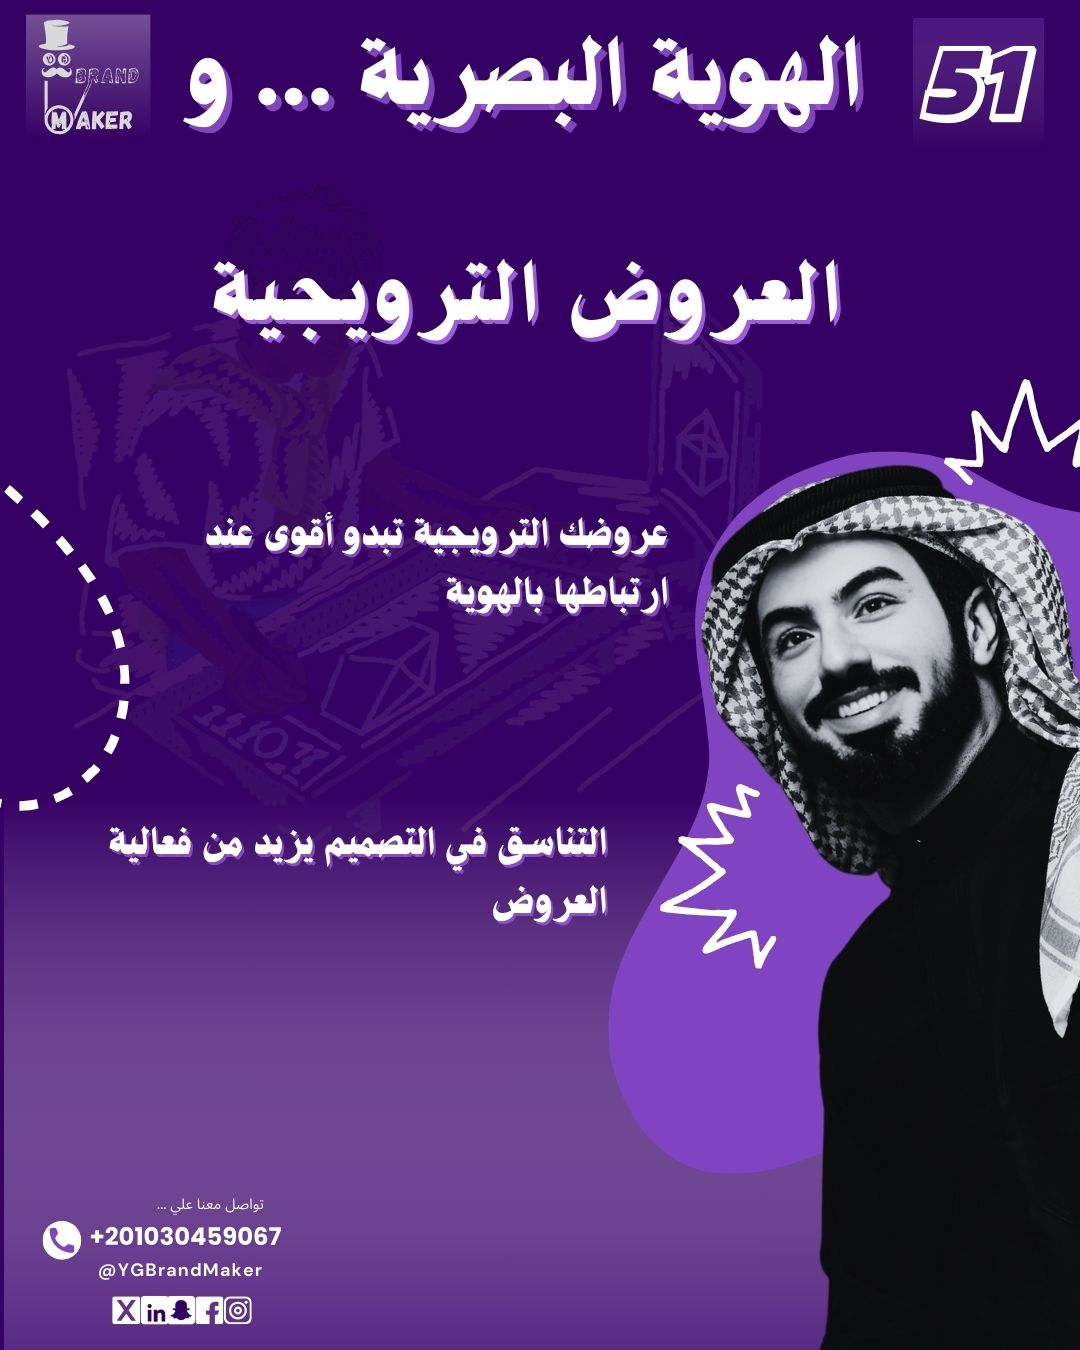 51
الهوية البصرية ... و
BRAND
MAKER
العروض الترويجية
عروضك الترويجية تبدو أقوى عند
ارتباطها بالهوية
التناسق في التصميم يزيد من فعالية
العروض
تواصل معنا علي ...
+201030459067
@YGBrandMaker